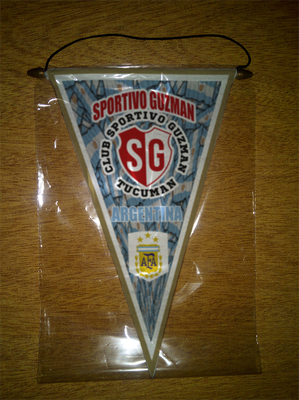 SPORTIVO GUZMAN
CLUB SPORTIVO GUZMAN
SG
TUCUMAN
ARGENTINA
AFA